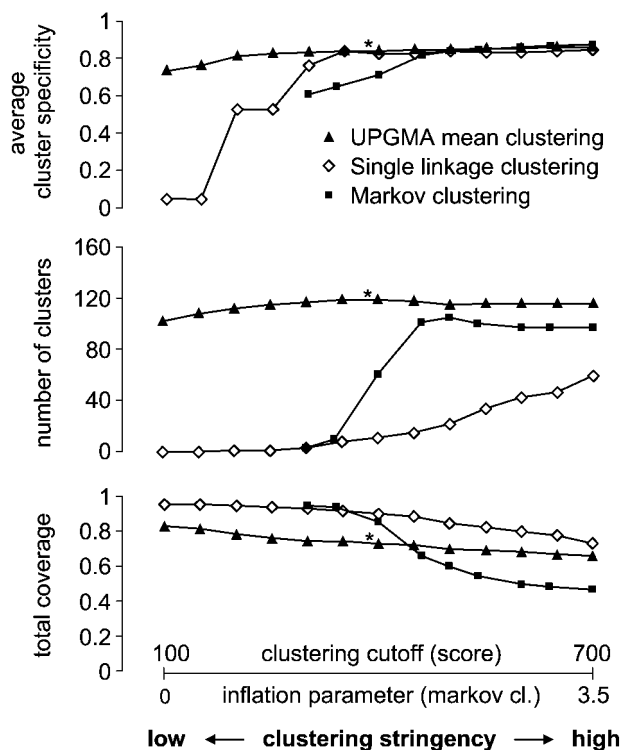 average
cluster specificity
1
0.8
0.6
0.4
0.2
0
*
UPGMA mean clustering
Single linkage clustering
Markov clustering
number of clusters
160
120
80
40
0
*
total coverage
1
0.8
0.6
0.4
0.2
0
*
100 clustering cutoff (score) 700
0 inflation parameter (markov cl.) 3.5
low ← clustering stringency → high